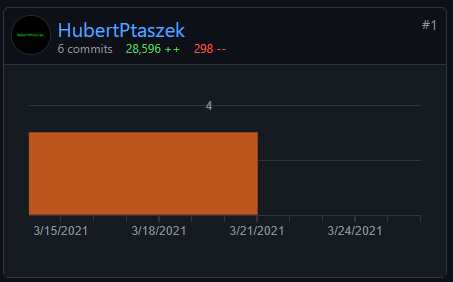 HubertPtaszek
#1
6 commits 28,596 ++ 298 --
4
3/15/2021 3/18/2021 3/21/2021 3/24/2021